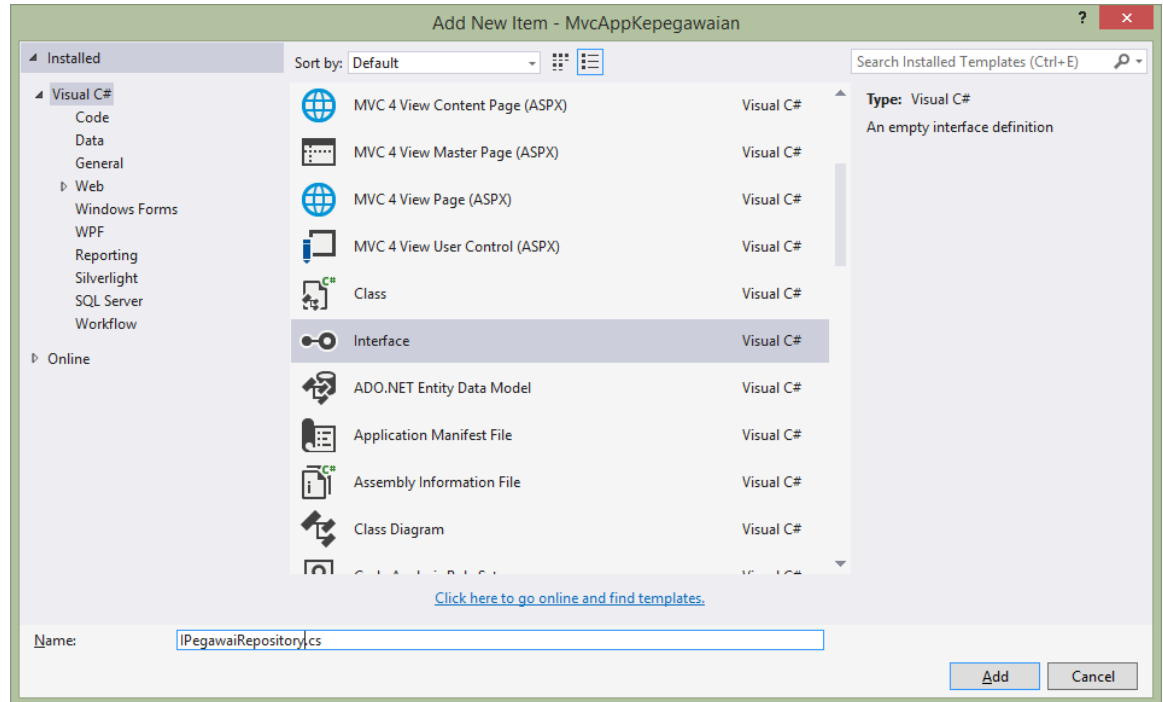 Add New Item - MvcAppKepegawaian
? ×
Installed
Sort by: Default
Search Installed Templates (Ctrl+E)
Visual C#
Code
Data
General
Web
Windows Forms
WPF
Reporting
Silverlight
SQL Server
Workflow
Online
MVC 4 View Content Page (ASPX) Visual C#
MVC 4 View Master Page (ASPX) Visual C#
MVC 4 View Page (ASPX) Visual C#
MVC 4 View User Control (ASPX) Visual C#
Class Visual C#
Interface Visual C#
ADO.NET Entity Data Model Visual C#
Application Manifest File Visual C#
Assembly Information File Visual C#
Class Diagram Visual C#
Type: Visual C#
An empty interface definition
Click here to go online and find templates.
Name: IPegawaiRepository.cs
Add Cancel